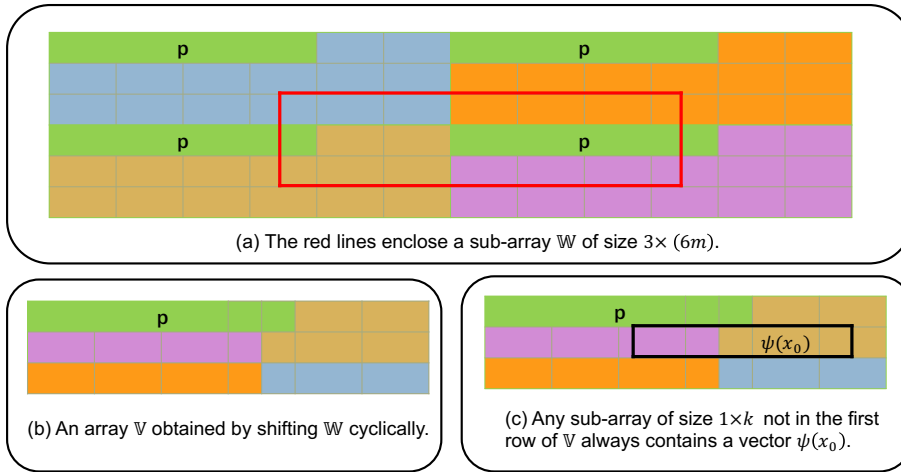 p p
p p
(a) The red lines enclose a sub-array 𝕎 of size 3× (6m).
p
(b) An array 𝕍 obtained by shifting 𝕎 cyclically.
p
ψ(x₀)
(c) Any sub-array of size 1×k not in the first
row of 𝕍 always contains a vector ψ(x₀).